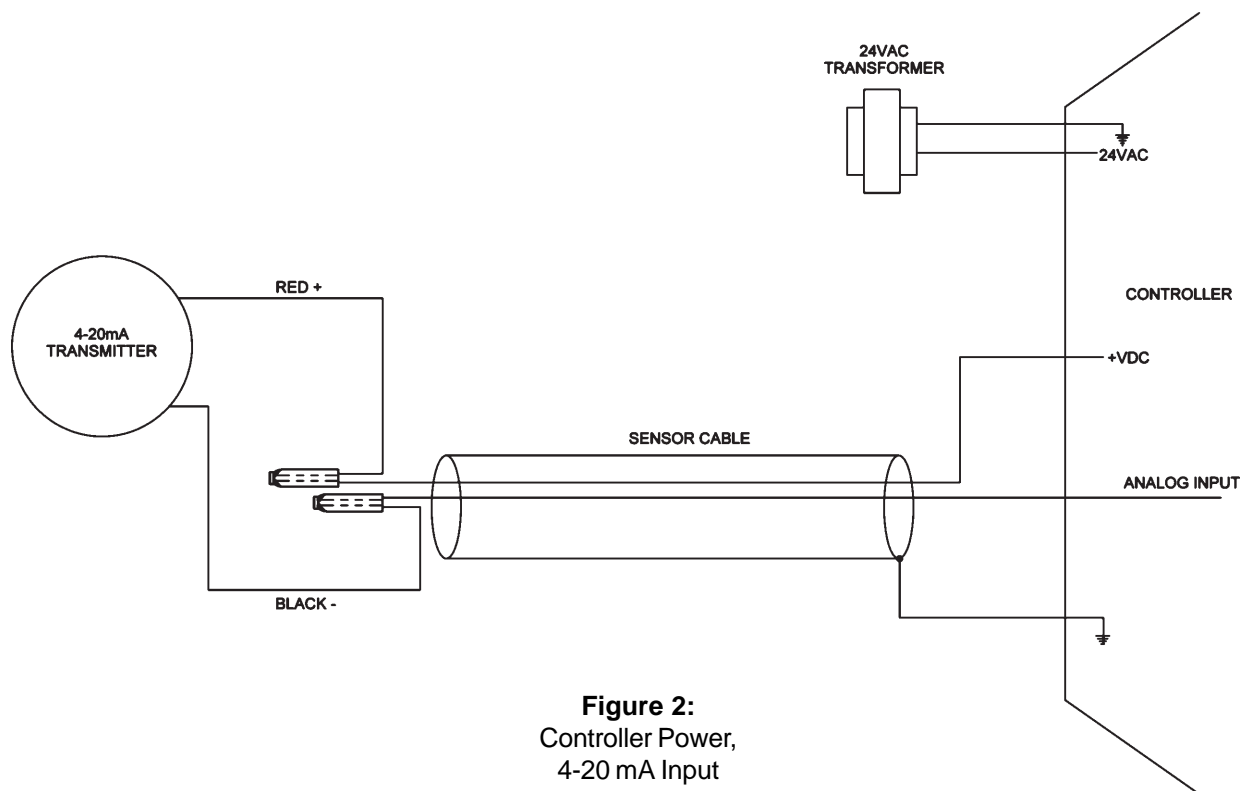 24VAC
TRANSFORMER
24VAC
CONTROLLER
RED +
4-20mA
TRANSMITTER
+VDC
SENSOR CABLE
ANALOG INPUT
BLACK -
Figure 2:
Controller Power,
4-20 mA Input